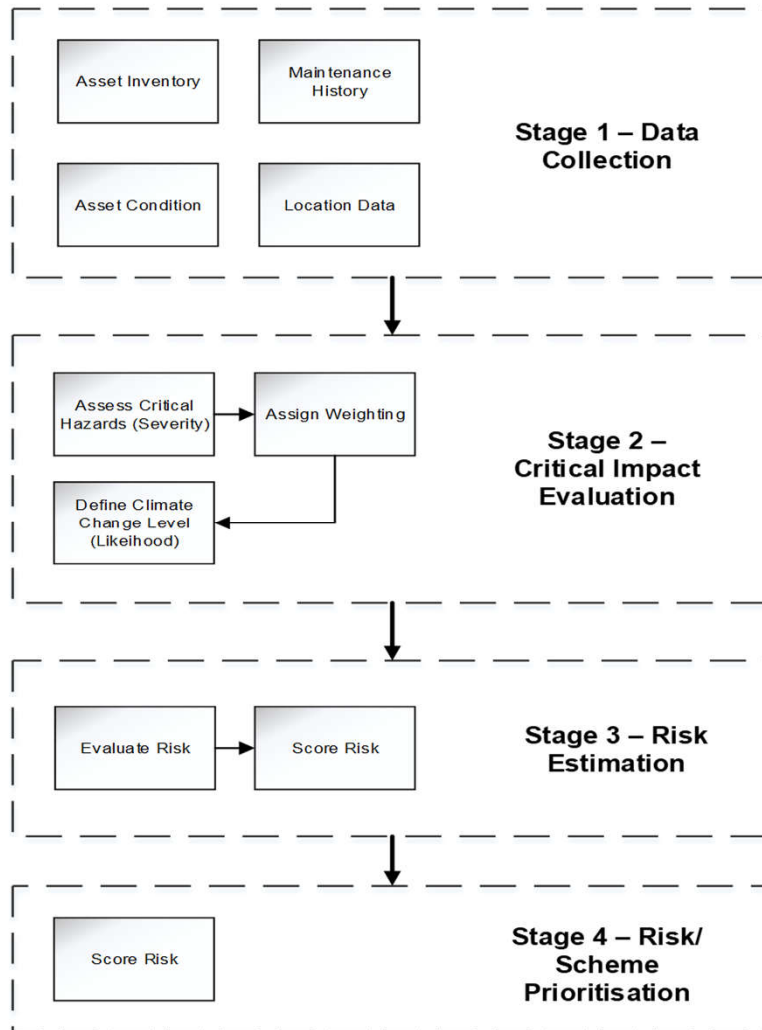 Asset Inventory
Maintenance
History
Asset Condition
Location Data
Stage 1 – Data
Collection
Assess Critical
Hazards (Severity)
Assign Weighting
Define Climate
Change Level
(Likeihood)
Stage 2 –
Critical Impact
Evaluation
Evaluate Risk
Score Risk
Stage 3 – Risk
Estimation
Score Risk
Stage 4 – Risk/
Scheme
Prioritisation